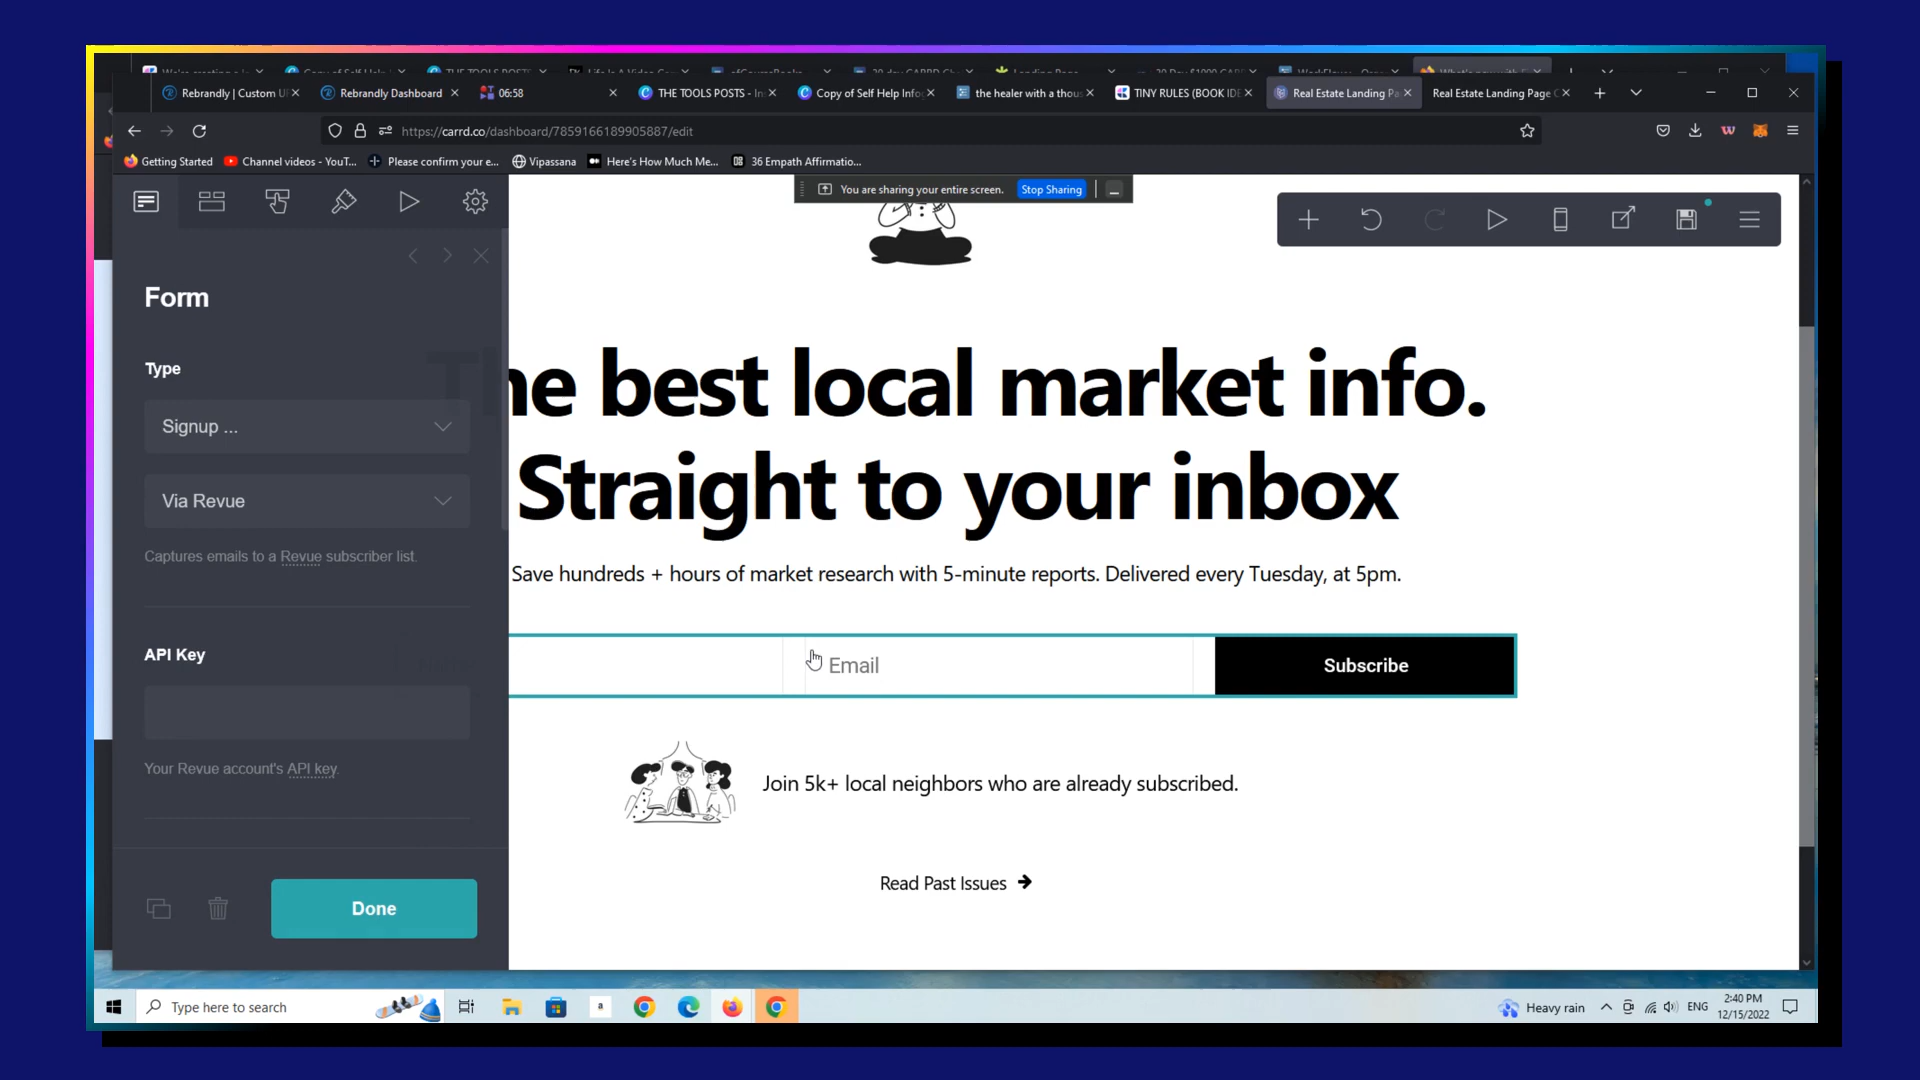 Rebrandly | Custom U
Rebrandly Dashboard
06:58
THE TOOLS POSTS - In
Copy of Self Help Info
the healer with a thous
TINY RULES (BOOK IDE
Real Estate Landing Pa
Real Estate Landing Page C
https://carrd.co/dashboard/7859166189905887/edit
Getting Started
Channel videos - YouT...
Please confirm your e...
Vipassana
Here's How Much Me...
36 Empath Affirmatio...
You are sharing your entire screen.
Stop Sharing
Form
Type
Signup ...
Via Revue
Captures emails to a Revue subscriber list.
API Key
Your Revue account's API key.
Done
The best local market info.
Straight to your inbox
Save hundreds + hours of market research with 5-minute reports. Delivered every Tuesday, at 5pm.
Email
Subscribe
Join 5k+ local neighbors who are already subscribed.
Read Past Issues
Type here to search
Heavy rain
ENG
2:40 PM
12/15/2022